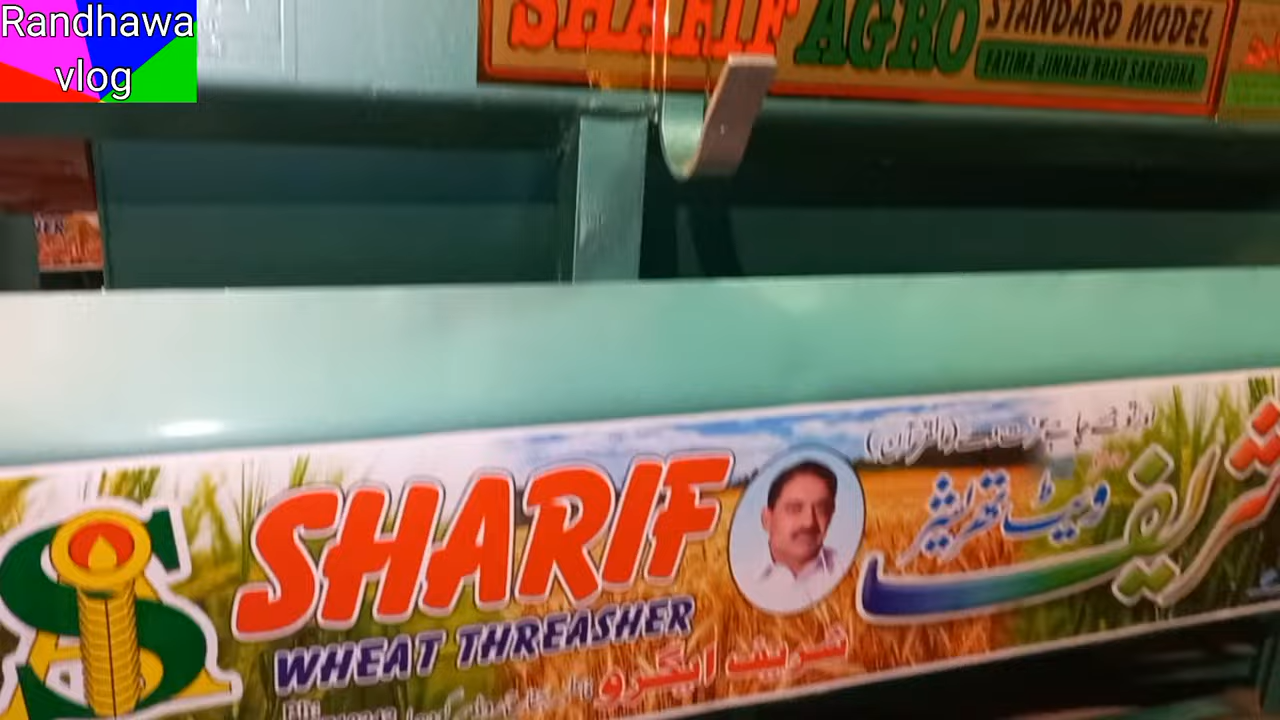 Randhawa
vlog
SHARIF AGRO
STANDARD MODEL
FATIMA JINNAH ROAD SARGODHA
SHARIF
WHEAT THREASHER
شریف
ویٹ تھریشر
شریف ایگرو